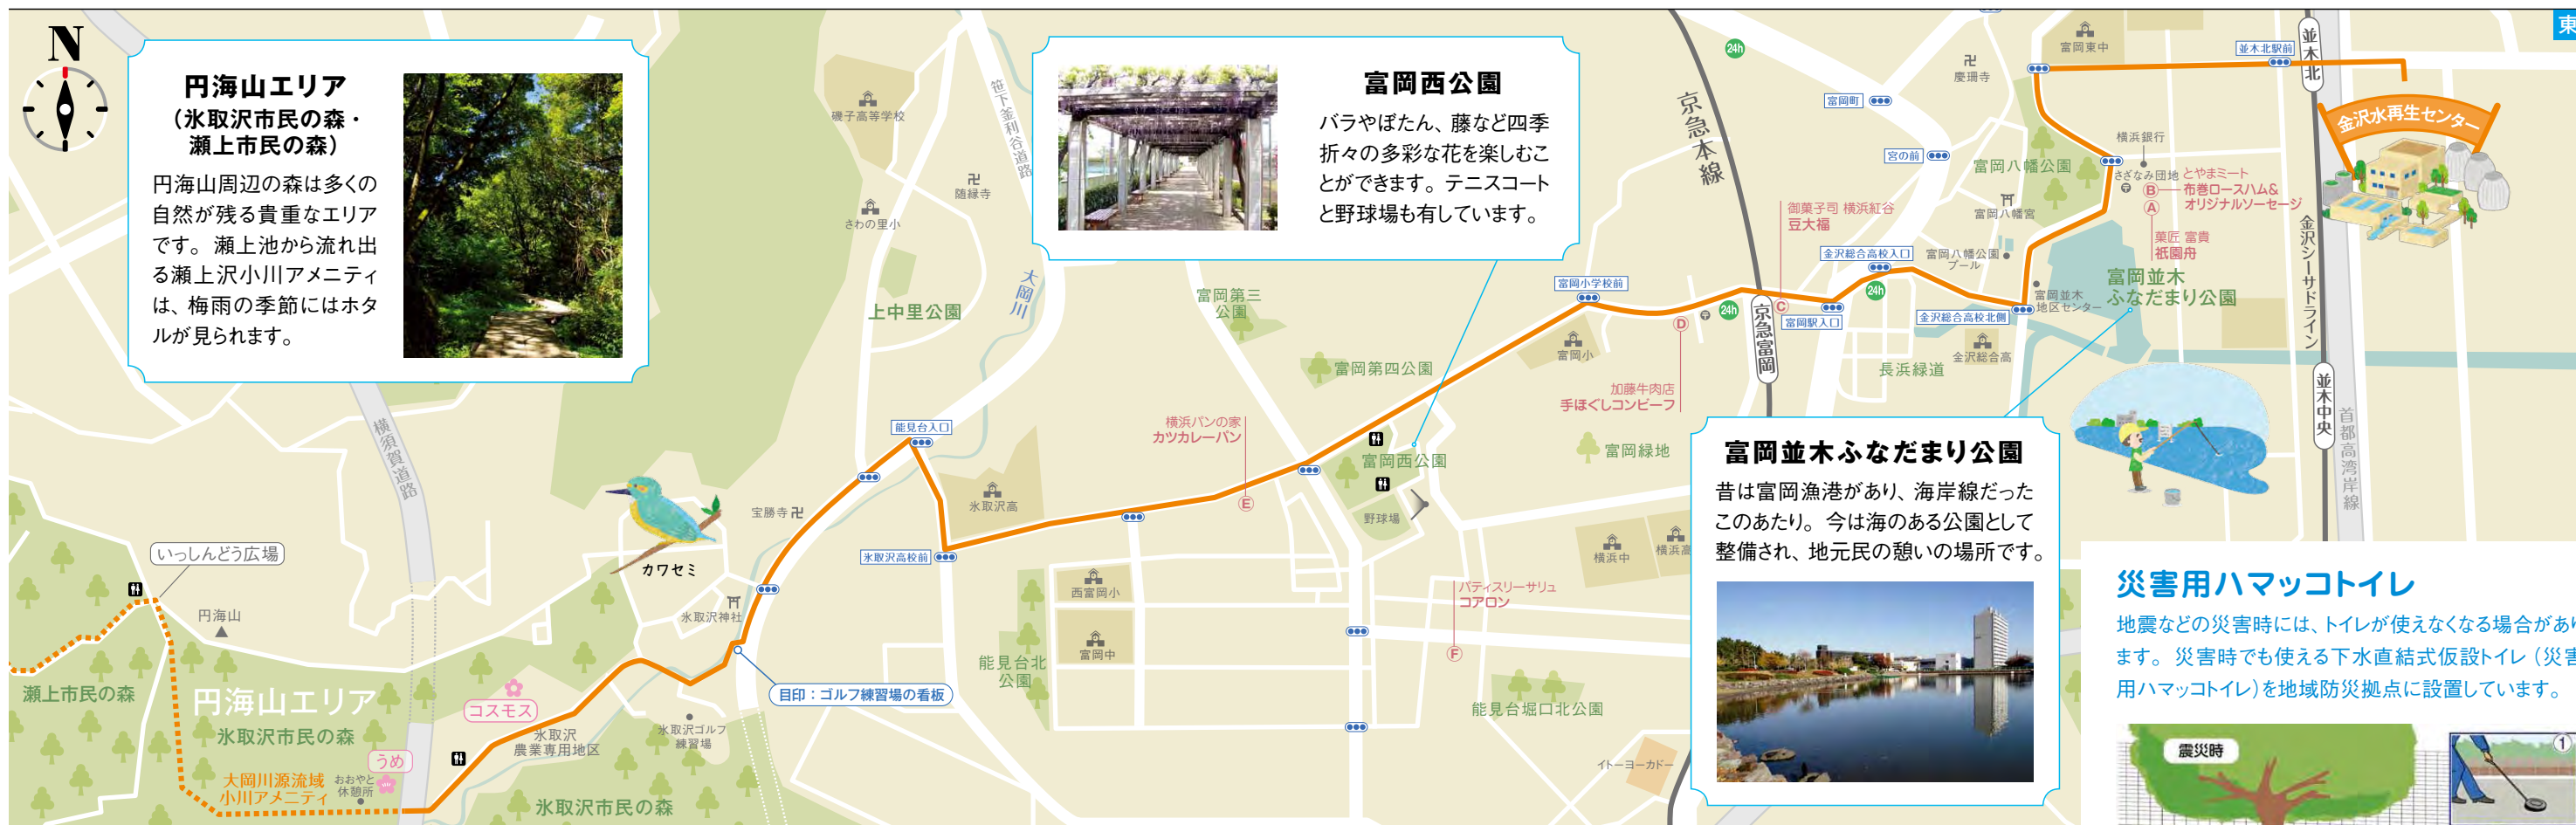 N
円海山エリア
（氷取沢市民の森・
瀬上市民の森）
円海山周辺の森は多くの
自然が残る貴重なエリア
です。瀬上池から流れ出
る瀬上沢小川アメニティ
は、梅雨の季節にはホタ
ルが見られます。
富岡西公園
バラやぼたん、藤など四季
折々の多彩な花を楽しむこ
とができます。テニスコート
と野球場も有しています。
富岡並木ふなだまり公園
昔は富岡漁港があり、海岸線だった
このあたり。今は海のある公園として
整備され、地元民の憩いの場所です。
災害用ハマッコトイレ
地震などの災害時には、トイレが使えなくなる場合があり
ます。災害時でも使える下水直結式仮設トイレ（災害
用ハマッコトイレ）を地域防災拠点に設置しています。
震災時
①
東
磯子高等学校
笹下釜利谷道路
随縁寺
さわの里小
大岡川
上中里公園
富岡第三
公園
富岡第四公園
能見台入口
横浜パンの家
カツカレーパン
E
氷取沢高
氷取沢高校前
宝勝寺
カワセミ
氷取沢神社
横須賀道路
いっしんどう広場
円海山
瀬上市民の森
円海山エリア
氷取沢市民の森
大岡川源流域
小川アメニティ
おおやと
休憩所
うめ
コスモス
氷取沢
農業専用地区
氷取沢ゴルフ
練習場
目印：ゴルフ練習場の看板
氷取沢市民の森
能見台北
公園
西富岡小
富岡中
富岡西公園
野球場
パティスリーサリュ
コアロン
F
能見台堀口北公園
イトーヨーカドー
横浜中
横浜高
富岡緑地
富岡小学校前
富岡小
加藤牛肉店
手ほぐしコンビーフ
D
24h
24h
24h
京急本線
京急富岡
御菓子司 横浜紅谷
豆大福
C
富岡駅入口
富岡町
宮の前
慶珊寺
富岡東中
並木北駅前
並木北
金沢水再生センター
横浜銀行
さざなみ団地
とやまミート
布巻ロースハム&
オリジナルソーセージ
B
A
菓匠 富貴
祇園舟
富岡八幡公園
富岡八幡宮
富岡八幡公園
プール
金沢総合高校入口
金沢総合高校北側
金沢総合高
長浜緑道
富岡並木
地区センター
富岡並木
ふなだまり公園
金沢シーサイドライン
並木中央
首都高湾岸線